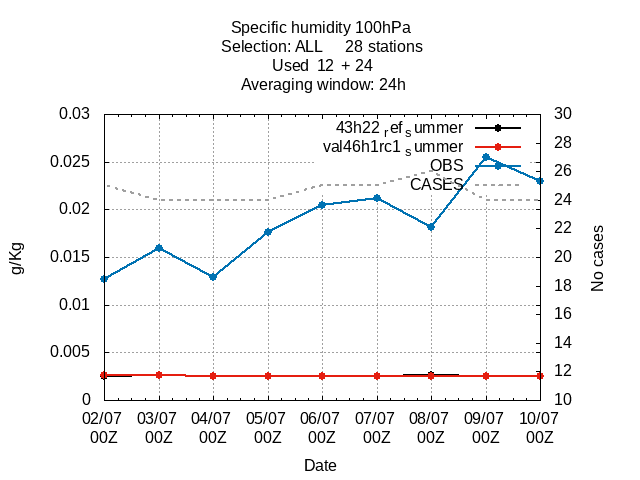 Specific humidity 100hPa
Selection: ALL 28 stations
Used 12 + 24
Averaging window: 24h
43h22 ref summer
val46h1rc1 summer
OBS
CASES
g/Kg
0.03
0.025
0.02
0.015
0.01
0.005
0
No cases
30
28
26
24
22
20
18
16
14
12
10
02/07 03/07 04/07 05/07 06/07 07/07 08/07 09/07 10/07
00Z 00Z 00Z 00Z 00Z 00Z 00Z 00Z 00Z
Date